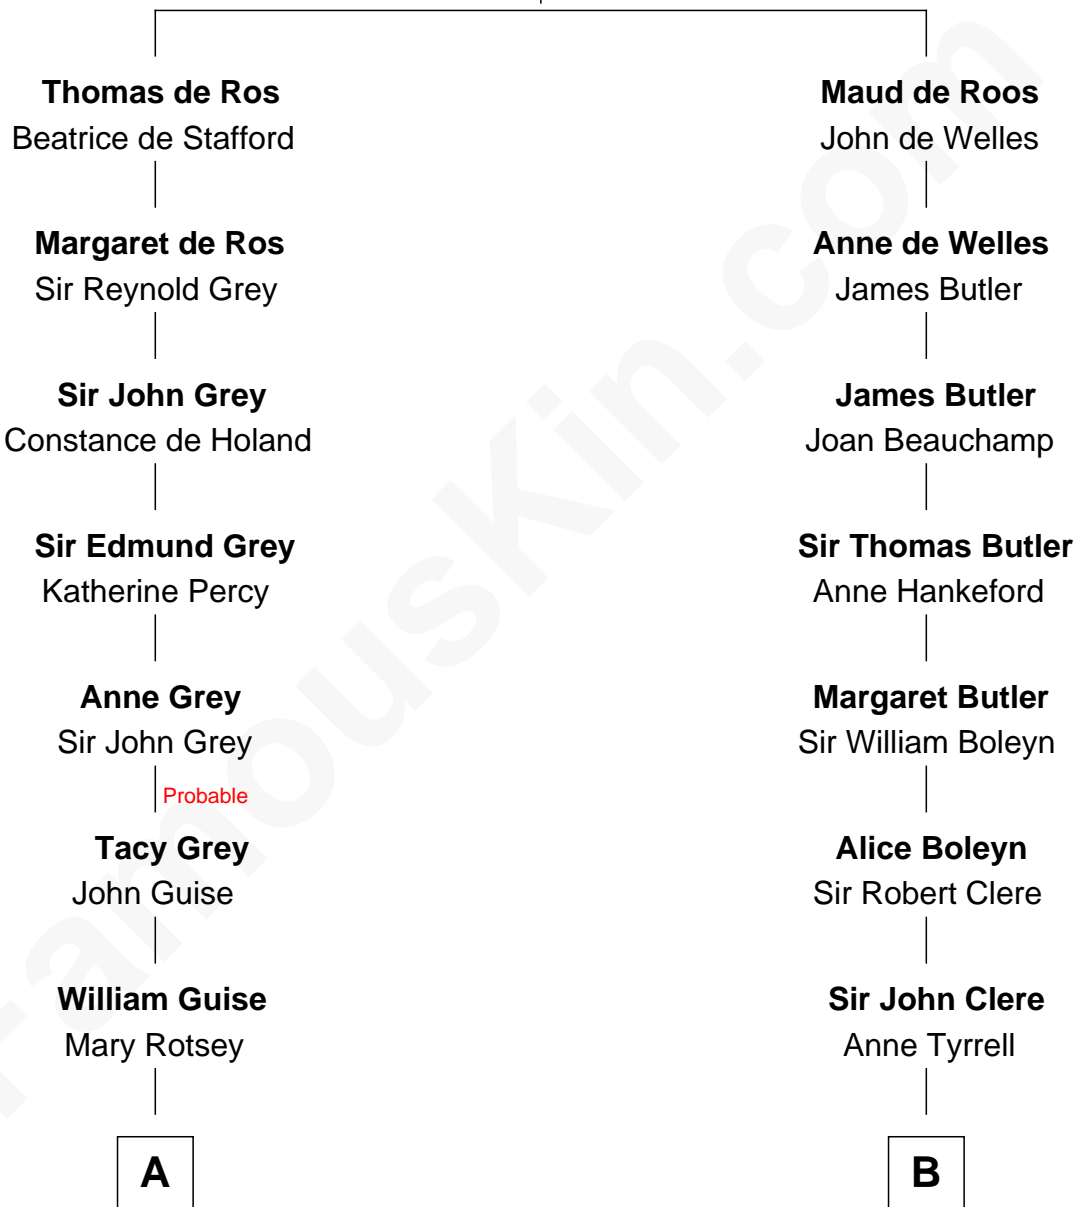 Thomas de Ros
Beatrice de Stafford
Margaret de Ros
Sir Reynold Grey
Sir John Grey
Constance de Holand
Sir Edmund Grey
Katherine Percy
Anne Grey
Sir John Grey
Probable
Tacy Grey
John Guise
William Guise
Mary Rotsey
A
Maud de Roos
John de Welles
Anne de Welles
James Butler
James Butler
Joan Beauchamp
Sir Thomas Butler
Anne Hankeford
Margaret Butler
Sir William Boleyn
Alice Boleyn
Sir Robert Clere
Sir John Clere
Anne Tyrrell
B
FamousKin.com